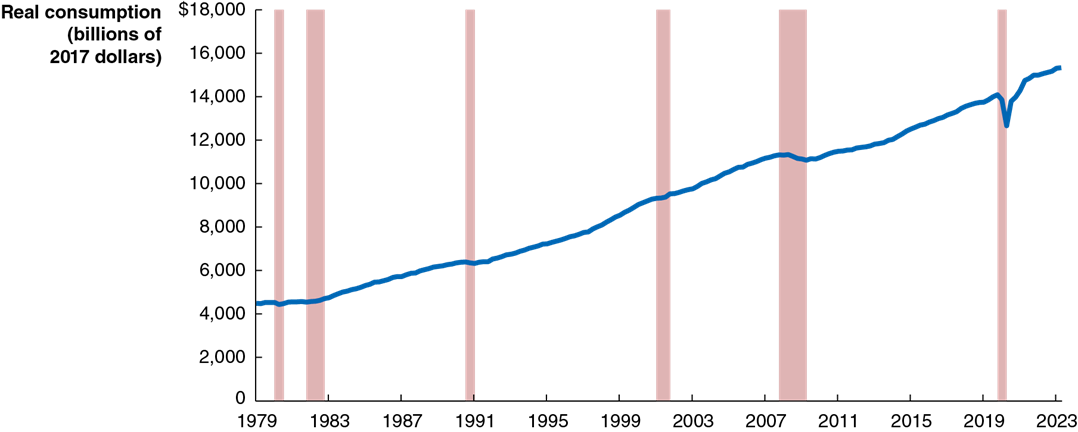 Real consumption
(billions of
2017 dollars)
$18,000
16,000
14,000
12,000
10,000
8,000
6,000
4,000
2,000
0
1979 1983 1987 1991 1995 1999 2003 2007 2011 2015 2019 2023